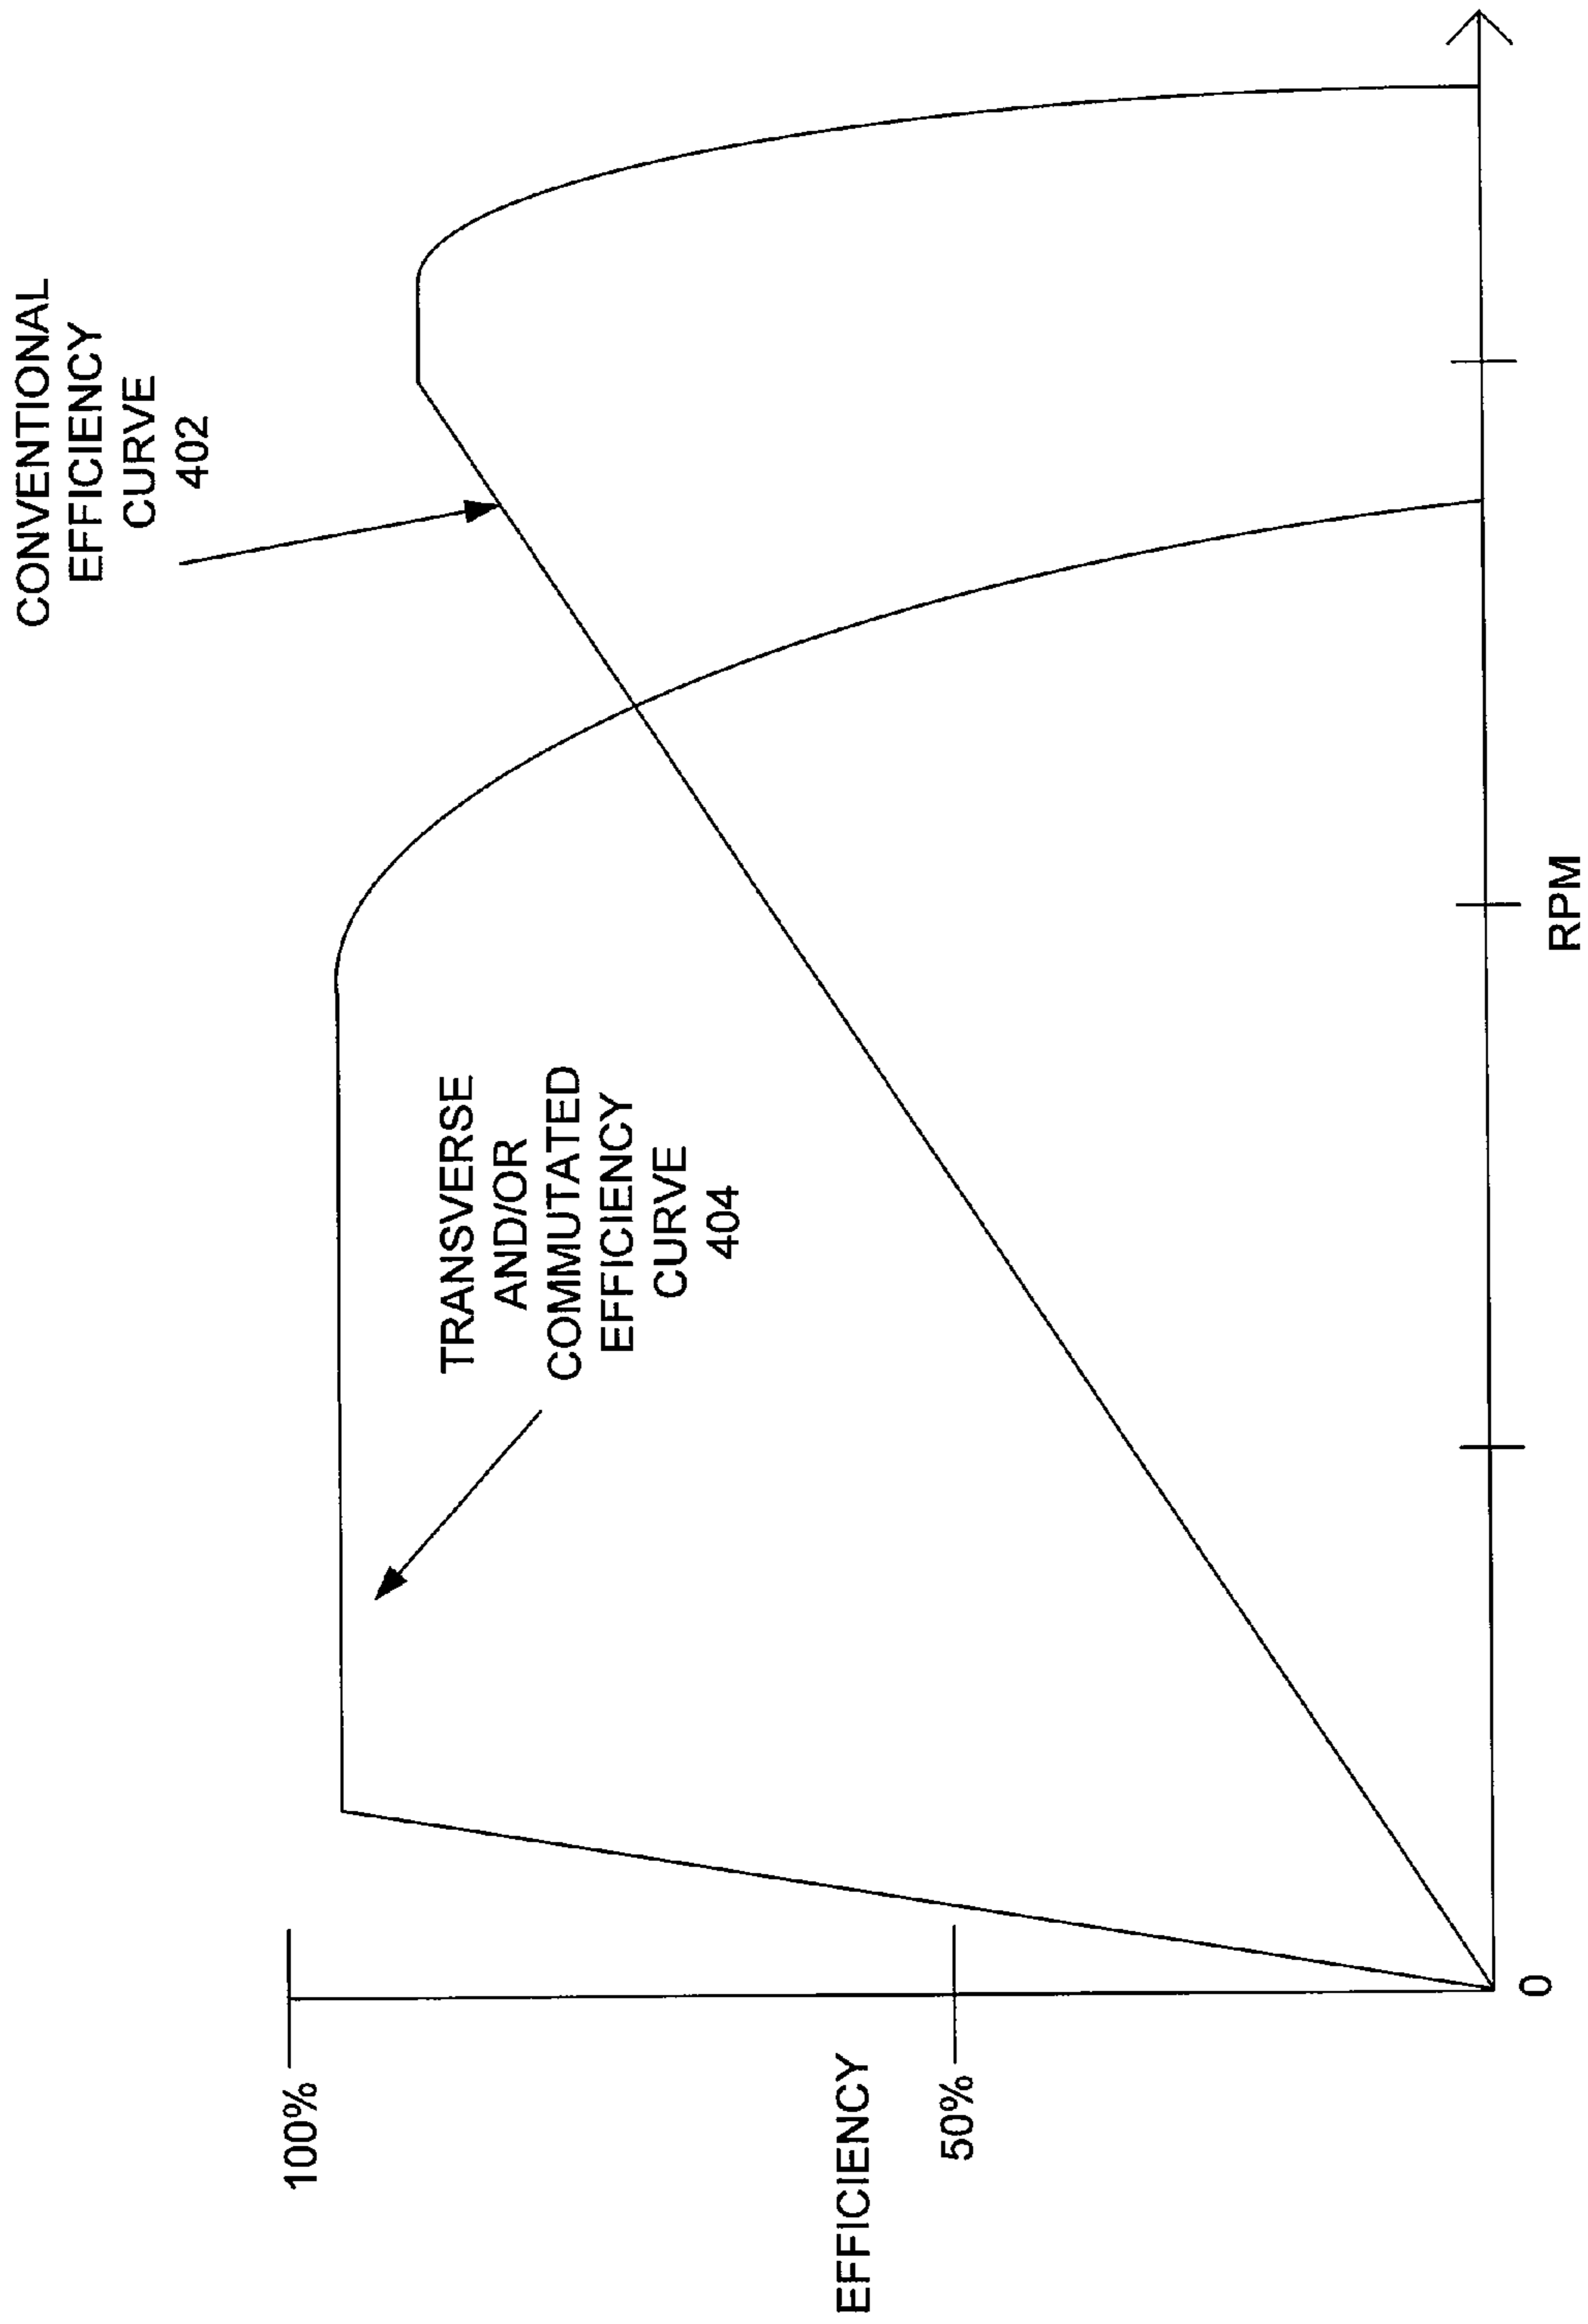 CONVENTIONAL
EFFICIENCY
CURVE
402
100%
TRANSVERSE
AND/OR
COMMUTATED
EFFICIENCY
CURVE
404
EFFICIENCY
50%
0
RPM